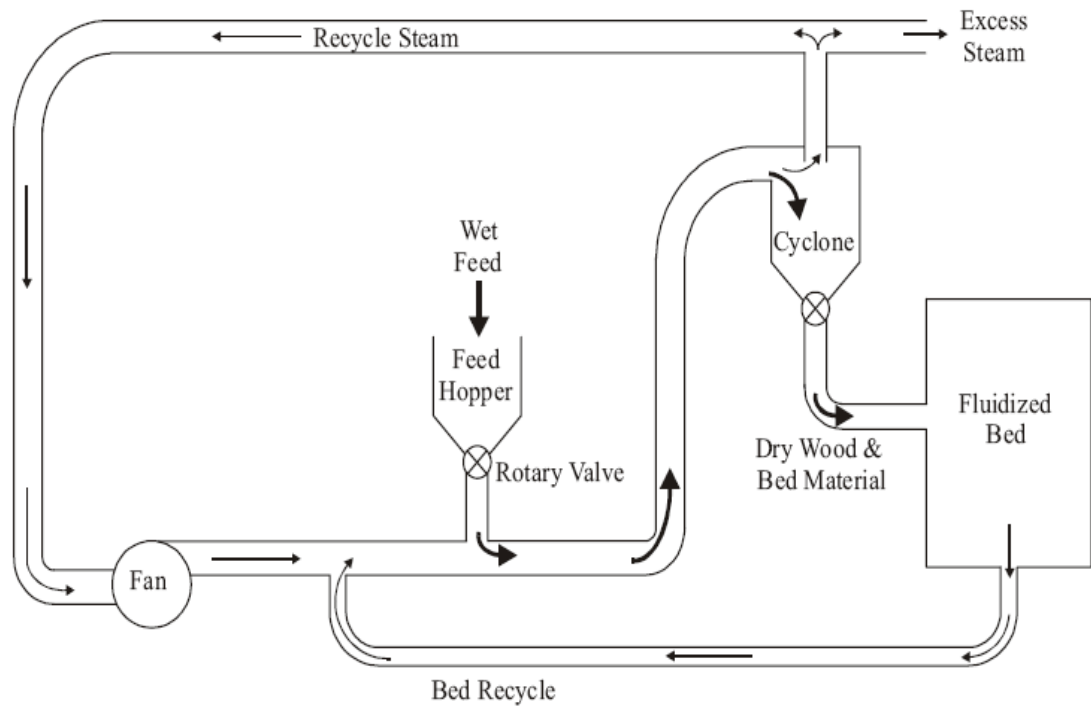 Recycle Steam
Excess
Steam
Wet
Feed
Feed
Hopper
Rotary Valve
Cyclone
Fluidized
Bed
Dry Wood &
Bed Material
Fan
Bed Recycle